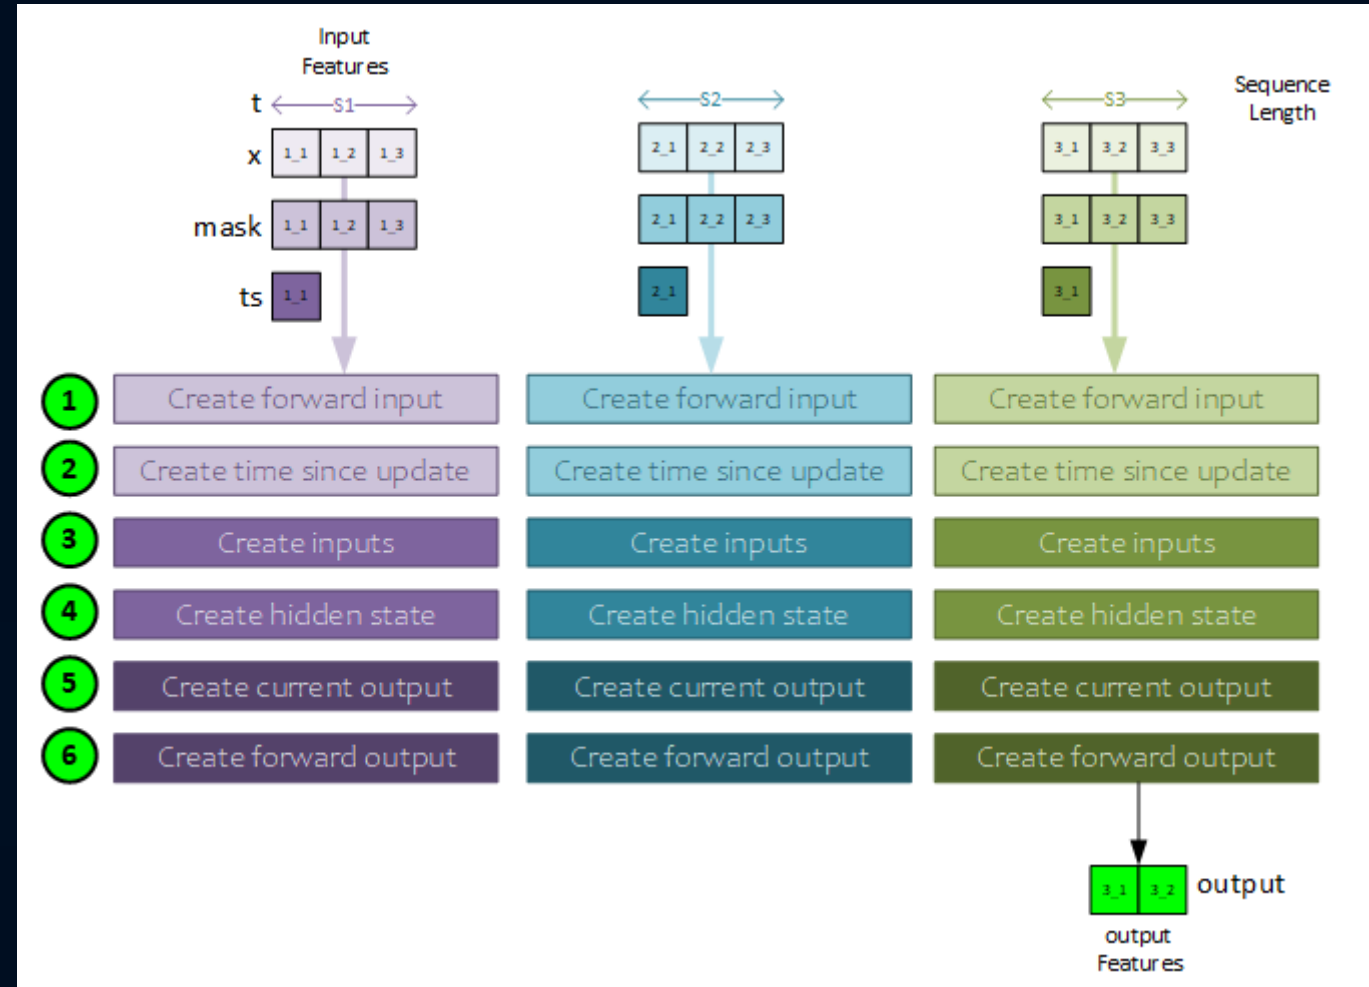 Input
Features
t S1 S2 S3 Sequence
Length
x 1_1 1_2 1_3 2_1 2_2 2_3 3_1 3_2 3_3
mask 1_1 1_2 1_3 2_1 2_2 2_3 3_1 3_2 3_3
ts 1_1 2_1 3_1
1 Create forward input Create forward input Create forward input
2 Create time since update Create time since update Create time since update
3 Create inputs Create inputs Create inputs
4 Create hidden state Create hidden state Create hidden state
5 Create current output Create current output Create current output
6 Create forward output Create forward output Create forward output
3_1 3_2 output
output
Features